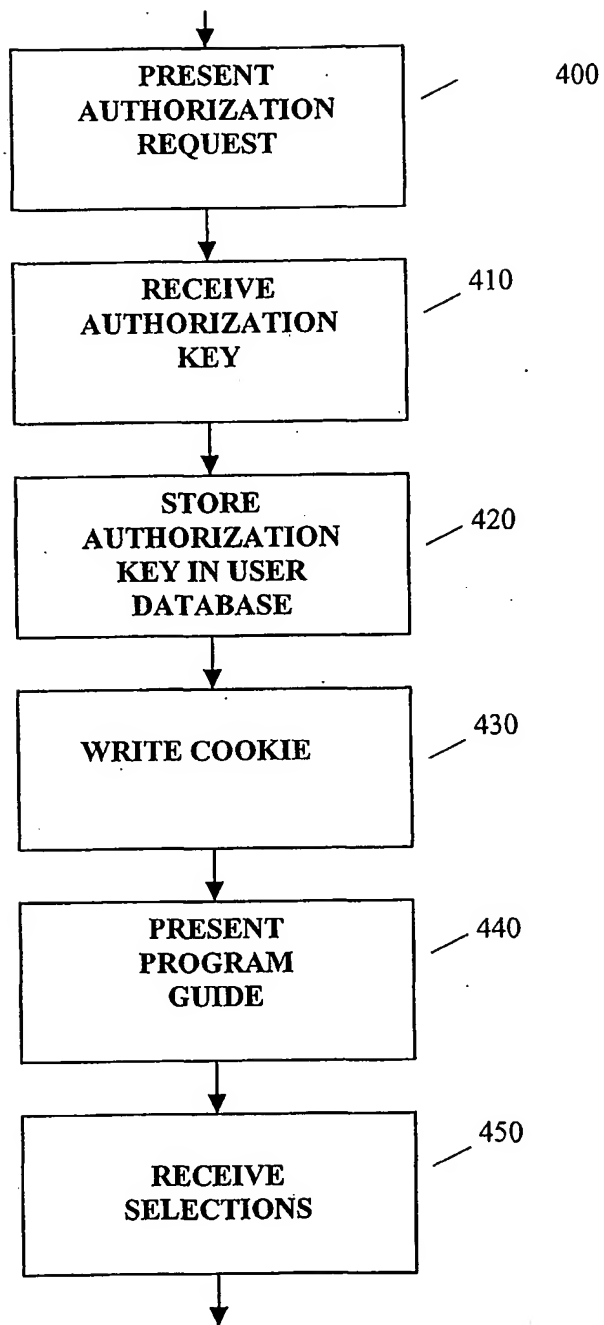 PRESENT
AUTHORIZATION
REQUEST
400
RECEIVE
AUTHORIZATION
KEY
410
STORE
AUTHORIZATION
KEY IN USER
DATABASE
420
WRITE COOKIE
430
PRESENT
PROGRAM
GUIDE
440
RECEIVE
SELECTIONS
450